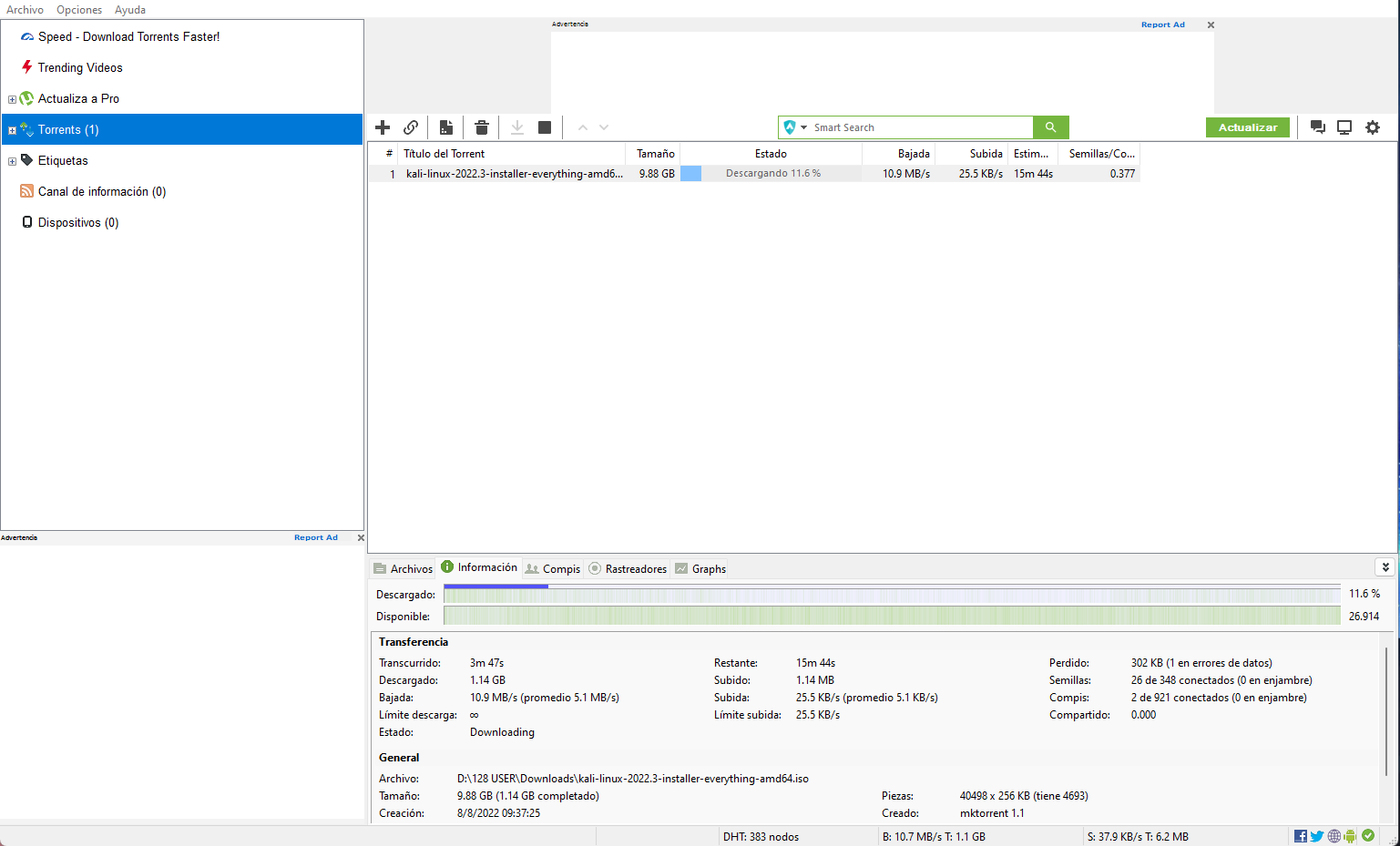 Archivo Opciones Ayuda
Speed - Download Torrents Faster!
Trending Videos
Actualiza a Pro
Torrents (1)
Etiquetas
Canal de información (0)
Dispositivos (0)
Advertencia Report Ad
Advertencia Report Ad
Smart Search Actualizar
# Título del Torrent Tamaño Estado Bajada Subida Estim... Semillas/Co...
1 kali-linux-2022.3-installer-everything-amd6... 9.88 GB Descargando 11.6 % 10.9 MB/s 25.5 KB/s 15m 44s 0.377
Archivos Información Compis Rastreadores Graphs
Descargado: 11.6 %
Disponible: 26.914
Transferencia
Transcurrido: 3m 47s Restante: 15m 44s Perdido: 302 KB (1 en errores de datos)
Descargado: 1.14 GB Subido: 1.14 MB Semillas: 26 de 348 conectados (0 en enjambre)
Bajada: 10.9 MB/s (promedio 5.1 MB/s) Subida: 25.5 KB/s (promedio 5.1 KB/s) Compis: 2 de 921 conectados (0 en enjambre)
Límite descarga: ∞ Límite subida: 25.5 KB/s Compartido: 0.000
Estado: Downloading
General
Archivo: D:\128 USER\Downloads\kali-linux-2022.3-installer-everything-amd64.iso
Tamaño: 9.88 GB (1.14 GB completado) Piezas: 40498 x 256 KB (tiene 4693)
Creación: 8/8/2022 09:37:25 Creado: mktorrent 1.1
DHT: 383 nodos B: 10.7 MB/s T: 1.1 GB S: 37.9 KB/s T: 6.2 MB